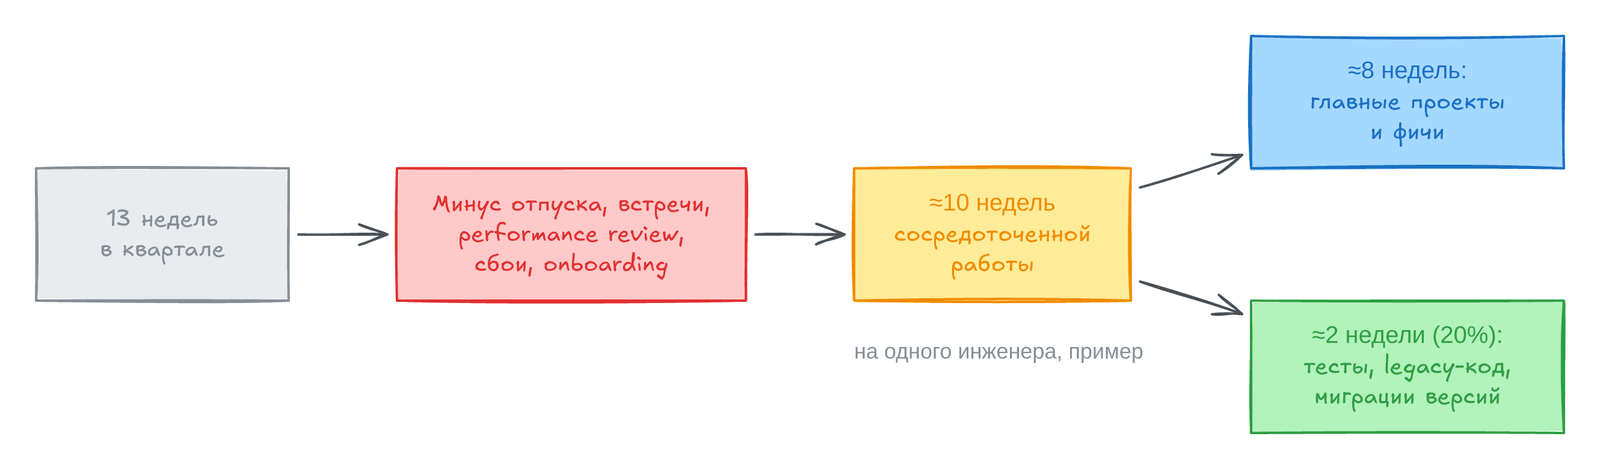 13 недель
в квартале
Минус отпуска, встречи,
performance review,
сбои, onboarding
≈10 недель
сосредоточенной
работы
на одного инженера, пример
≈8 недель:
главные проекты
и фичи
≈2 недели (20%):
тесты, legacy-код,
миграции версий